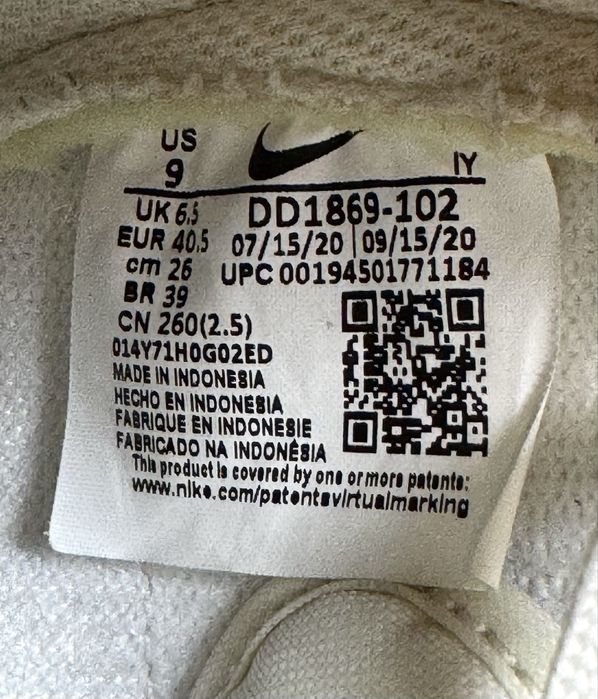 US
9
IY
UK 6.5
DD1869-102
EUR 40.5
07/15/20 | 09/15/20
cm 26
UPC 00194501771184
BR 39
CN 260(2.5)
014Y71H0G02ED
MADE IN INDONESIA
HECHO EN INDONESIA
FABRIQUE EN INDONESIE
FABRICADO NA INDONÉSIA
This product is covered by one or more patents:
www.nike.com/patentsvirtualmarking